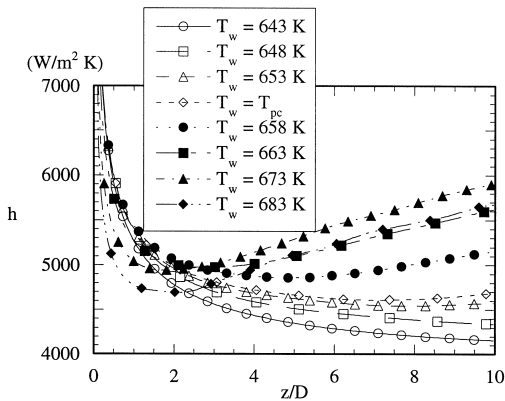 T_w = 643 K
T_w = 648 K
T_w = 653 K
T_w = T_pc
T_w = 658 K
T_w = 663 K
T_w = 673 K
T_w = 683 K
(W/m² K)
7000
6000
h
5000
4000
0 2 4 6 8 10
z/D